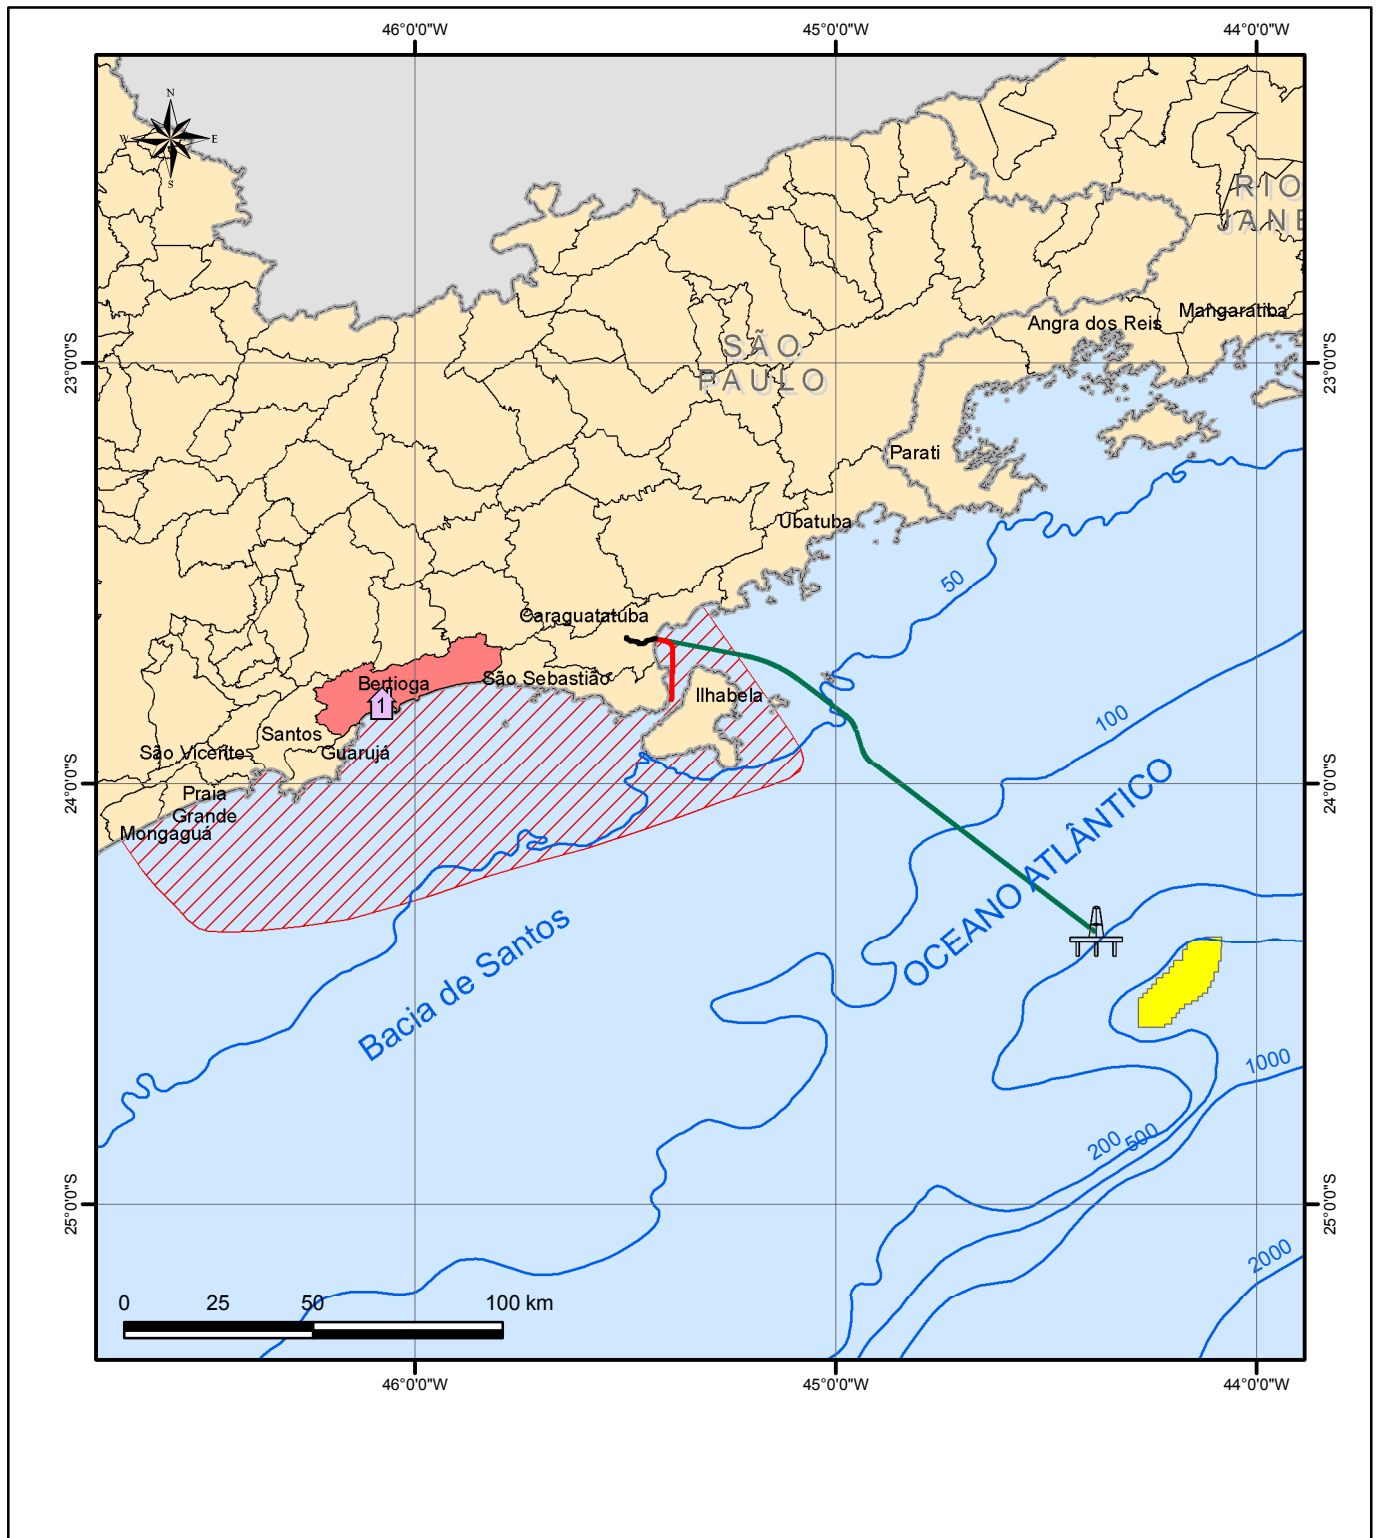 46°0'0"W
45°0'0"W
44°0'0"W
N
W
E
S
RIO
JANE
Mangaratiba
Angra dos Reis
SÃO
PAULO
23°0'0"S
23°0'0"S
Parati
Ubatuba
50
Caraguatatuba
São Sebastião
Bertioga
1
Ilhabela
100
Santos
São Vicente
Guarujá
24°0'0"S
24°0'0"S
Praia
Grande
Mongaguá
OCEANO ATLÂNTICO
Bacia de Santos
1000
200
500
25°0'0"S
25°0'0"S
2000
0
25
50
100 km
46°0'0"W
45°0'0"W
44°0'0"W